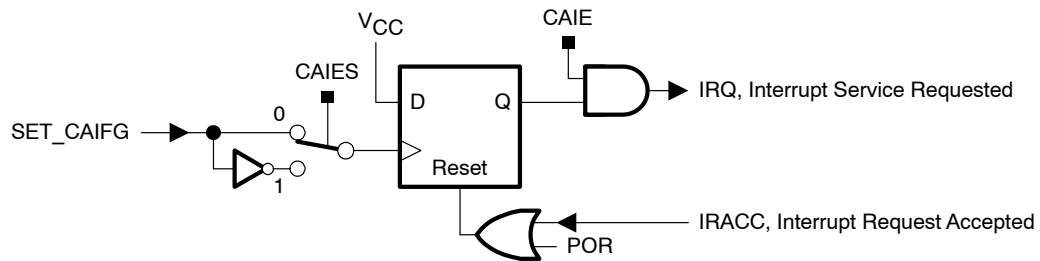 VCC
CAIE
CAIES
D
Q
IRQ, Interrupt Service Requested
0
SET_CAIFG
1
Reset
IRACC, Interrupt Request Accepted
POR